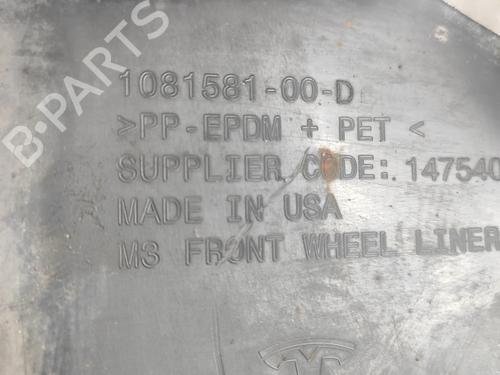 B-PARTS
1081581-00-D
>PP-EPDM + PET <
SUPPLIER CODE: 147540
MADE IN USA
M3 FRONT WHEEL LINER